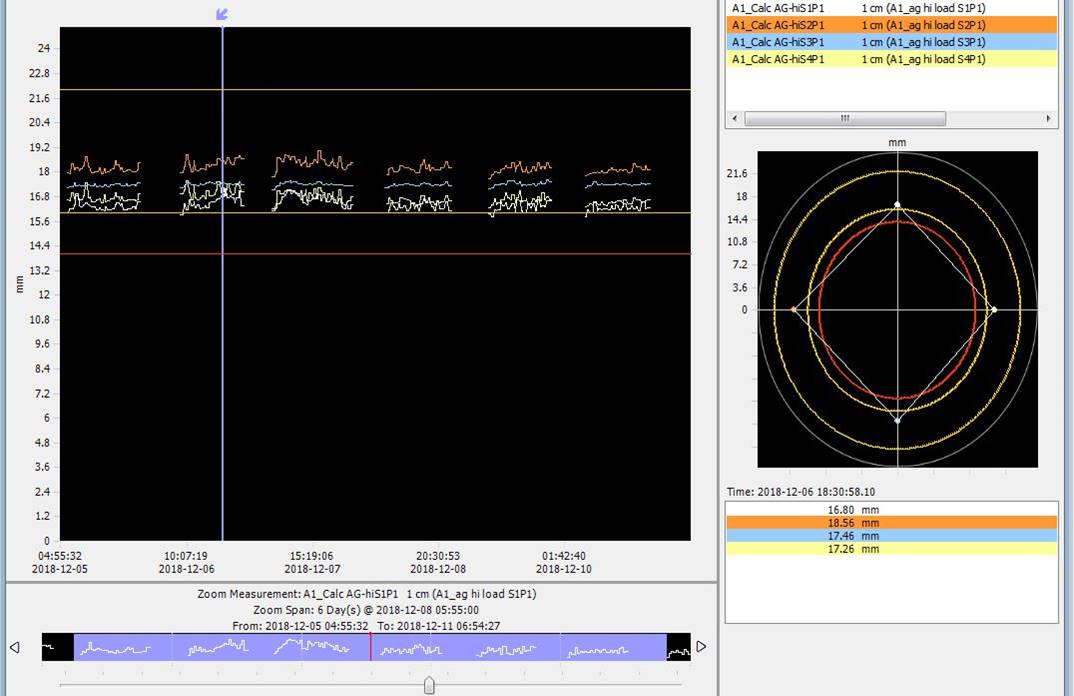 A1_Calc AG-hiS1P1 1 cm (A1_ag hi load S1P1)
A1_Calc AG-hiS2P1 1 cm (A1_ag hi load S2P1)
A1_Calc AG-hiS3P1 1 cm (A1_ag hi load S3P1)
A1_Calc AG-hiS4P1 1 cm (A1_ag hi load S4P1)
24
22.8
21.6
20.4
19.2
18
16.8
15.6
14.4
13.2
12
10.8
9.6
8.4
7.2
6
4.8
3.6
2.4
1.2
0
mm
04:55:32 10:07:19 15:19:06 20:30:53 01:42:40
2018-12-05 2018-12-06 2018-12-07 2018-12-08 2018-12-10
mm
21.6
18
14.4
10.8
7.2
3.6
0
Time: 2018-12-06 18:30:58.10
16.80 mm
18.56 mm
17.46 mm
17.26 mm
Zoom Measurement: A1_Calc AG-hiS1P1 1 cm (A1_ag hi load S1P1)
Zoom Span: 6 Day(s) @ 2018-12-08 05:55:00
From: 2018-12-05 04:55:32 To: 2018-12-11 06:54:27